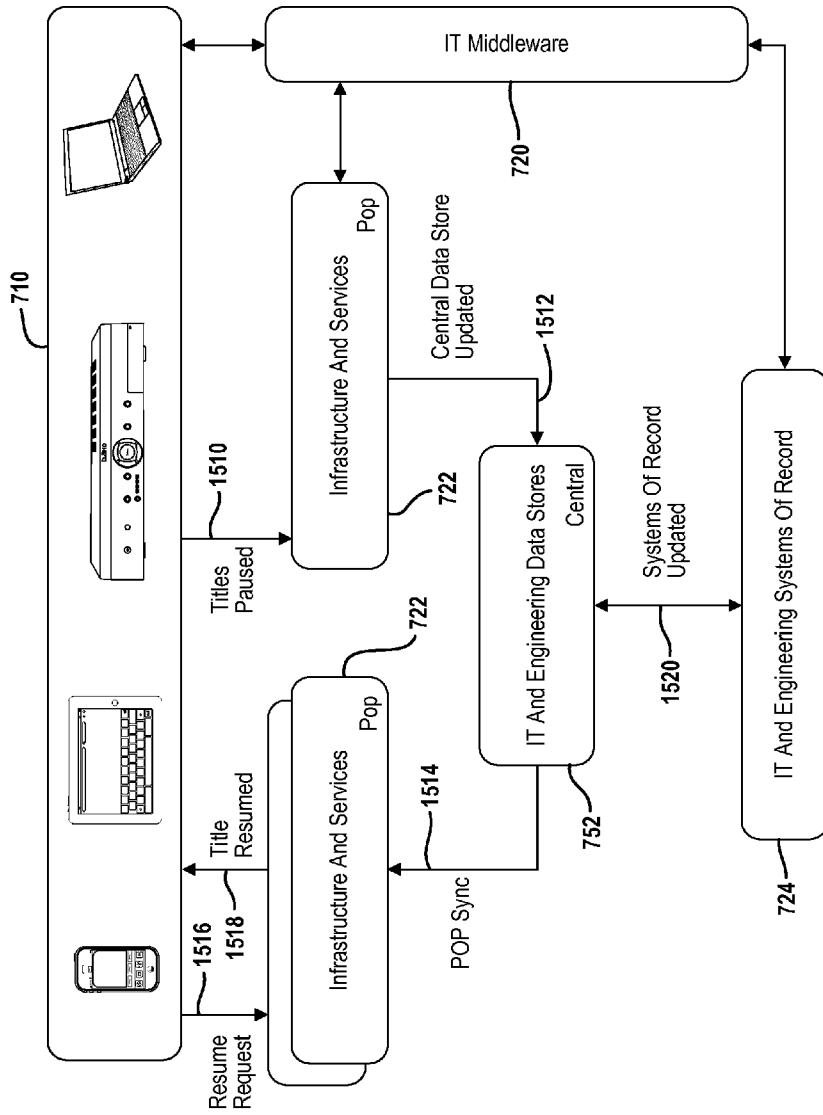 710
Resume
Request
1516
1518
Title
Resumed
Titles
Paused
1510
Infrastructure And Services
Pop
722
Infrastructure And Services
Pop
722
IT Middleware
720
POP Sync
1514
Central Data Store
Updated
1512
IT And Engineering Data Stores
Central
752
1520
Systems Of Record
Updated
IT And Engineering Systems Of Record
724